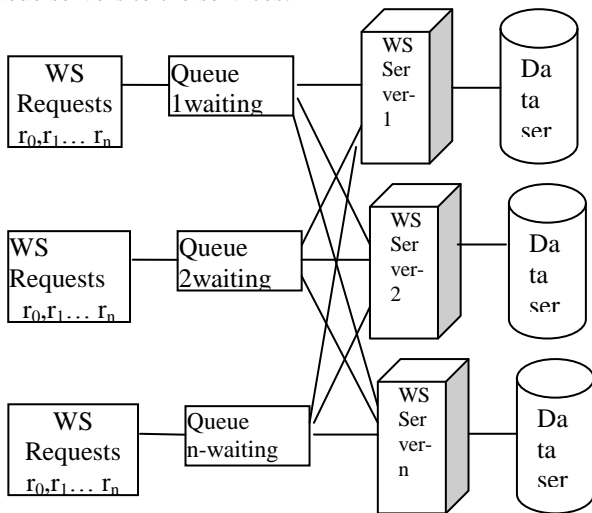 WS
Requests
r0,r1… rn
Queue
1waiting
WS
Ser
ver-
1
Da
ta
ser
WS
Requests
r0,r1… rn
Queue
2waiting
WS
Ser
ver-
2
Da
ta
ser
WS
Requests
r0,r1… rn
Queue
n-waiting
WS
Ser
ver-
n
Da
ta
ser